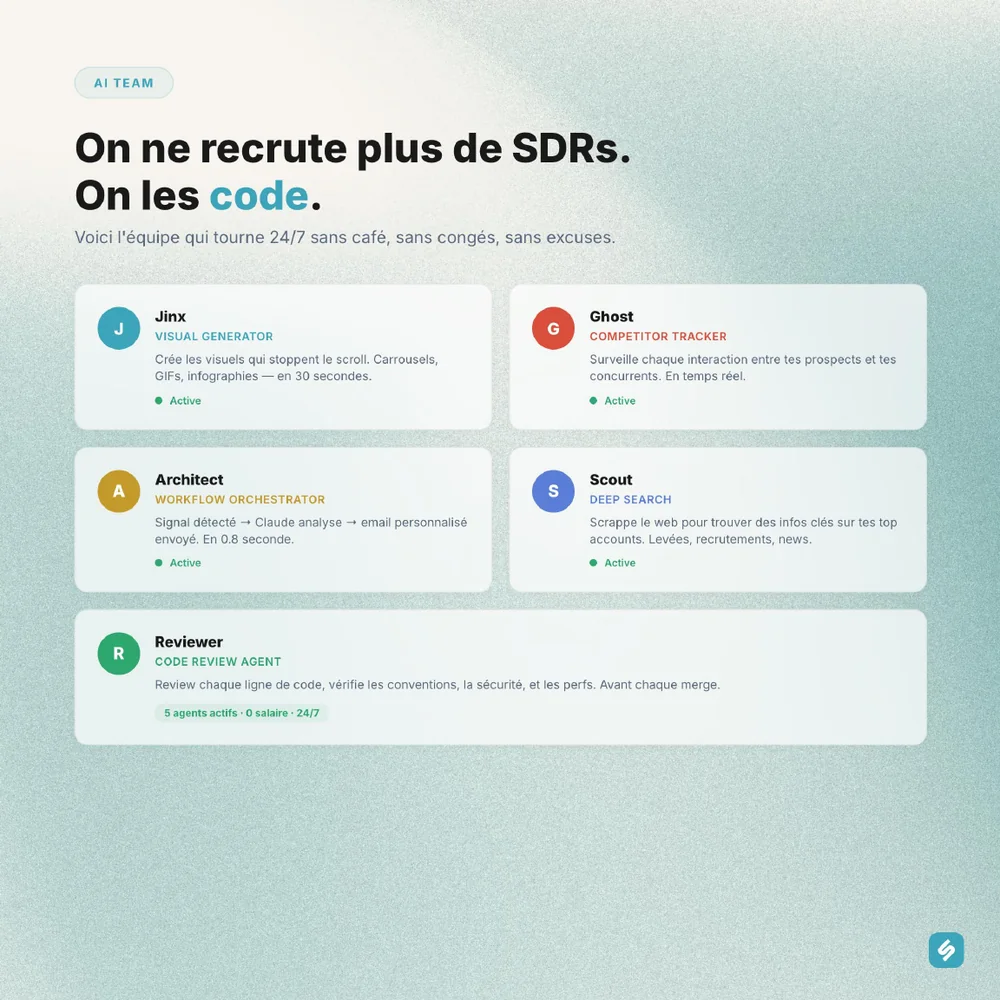 AI TEAM
On ne recrute plus de SDRs.
On les code.
Voici l'équipe qui tourne 24/7 sans café, sans congés, sans excuses.
J
Jinx
VISUAL GENERATOR
Crée les visuels qui stoppent le scroll. Carrousels,
GIFs, infographies — en 30 secondes.
Active
G
Ghost
COMPETITOR TRACKER
Surveille chaque interaction entre tes prospects et tes
concurrents. En temps réel.
Active
A
Architect
WORKFLOW ORCHESTRATOR
Signal détecté → Claude analyse → email personnalisé
envoyé. En 0.8 seconde.
Active
S
Scout
DEEP SEARCH
Scrappe le web pour trouver des infos clés sur tes top
accounts. Levées, recrutements, news.
Active
R
Reviewer
CODE REVIEW AGENT
Review chaque ligne de code, vérifie les conventions, la sécurité, et les perfs. Avant chaque merge.
5 agents actifs · 0 salaire · 24/7